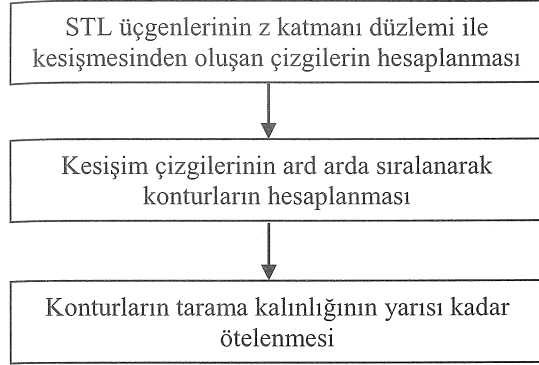 STL üçgenlerinin z katmanı düzlemi ile
kesişmesinden oluşan çizgilerin hesaplanması
Kesişim çizgilerinin ard arda sıralanarak
konturların hesaplanması
Konturların tarama kalınlığının yarısı kadar
ötelenmesi